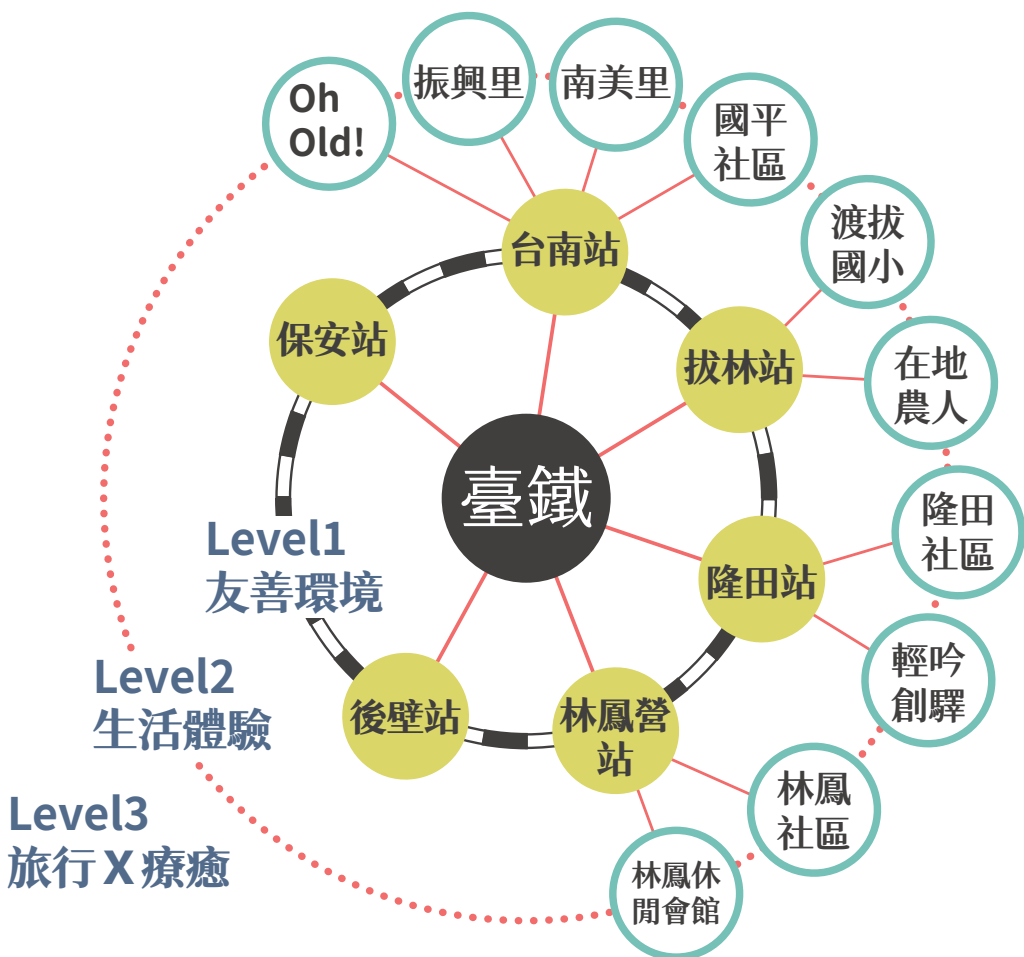 Oh
Old!
振興里
南美里
國平
社區
渡拔
國小
在地
農人
隆田
社區
輕吟
創驛
林鳳
社區
林鳳休
閒會館
台南站
保安站
拔林站
隆田站
林鳳營
站
後壁站
臺鐵
Level1
友善環境
Level2
生活體驗
Level3
旅行X療癒